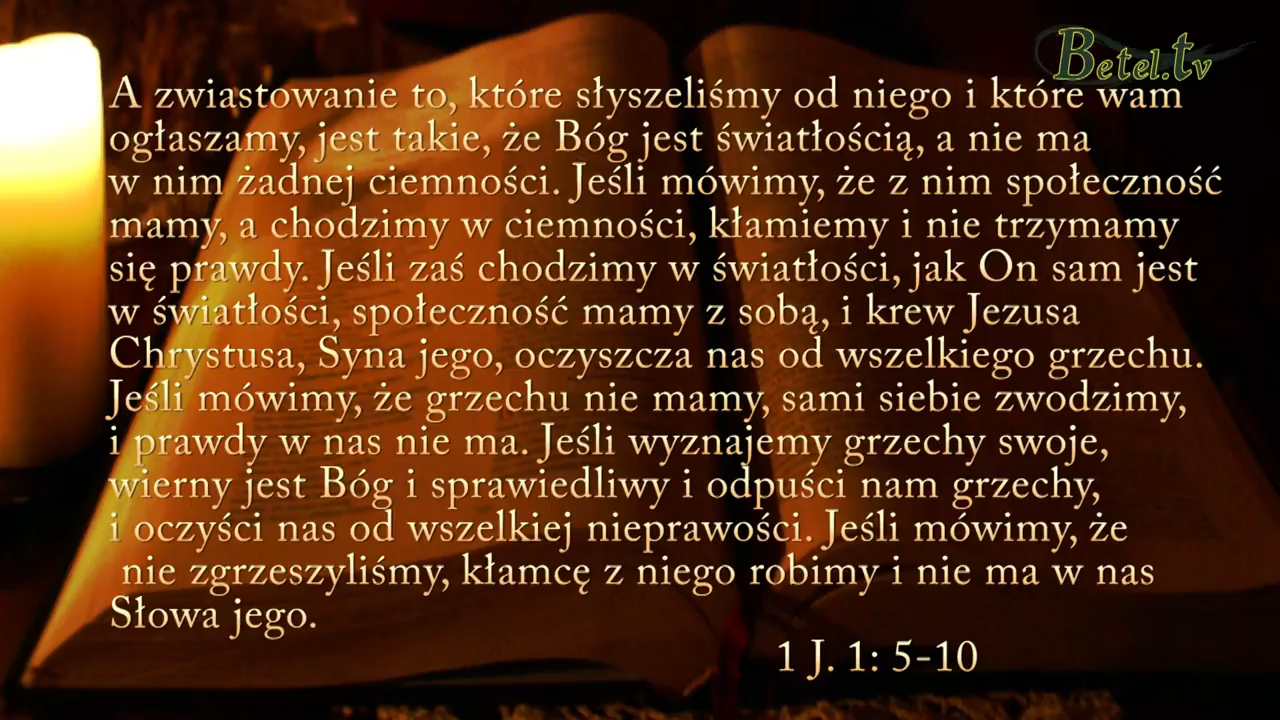 Betel.tv
A zwiastowanie to, które słyszeliśmy od niego i które wam
ogłaszamy, jest takie, że Bóg jest światłością, a nie ma
w nim żadnej ciemności. Jeśli mówimy, że z nim społeczność
mamy, a chodzimy w ciemności, kłamiemy i nie trzymamy
się prawdy. Jeśli zaś chodzimy w światłości, jak On sam jest
w światłości, społeczność mamy z sobą, i krew Jezusa
Chrystusa, Syna jego, oczyszcza nas od wszelkiego grzechu.
Jeśli mówimy, że grzechu nie mamy, sami siebie zwodzimy,
i prawdy w nas nie ma. Jeśli wyznajemy grzechy swoje,
wierny jest Bóg i sprawiedliwy i odpuści nam grzechy,
i oczyści nas od wszelkiej nieprawości. Jeśli mówimy, że
nie zgrzeszyliśmy, kłamcę z niego robimy i nie ma w nas
Słowa jego.
1 J. 1: 5-10